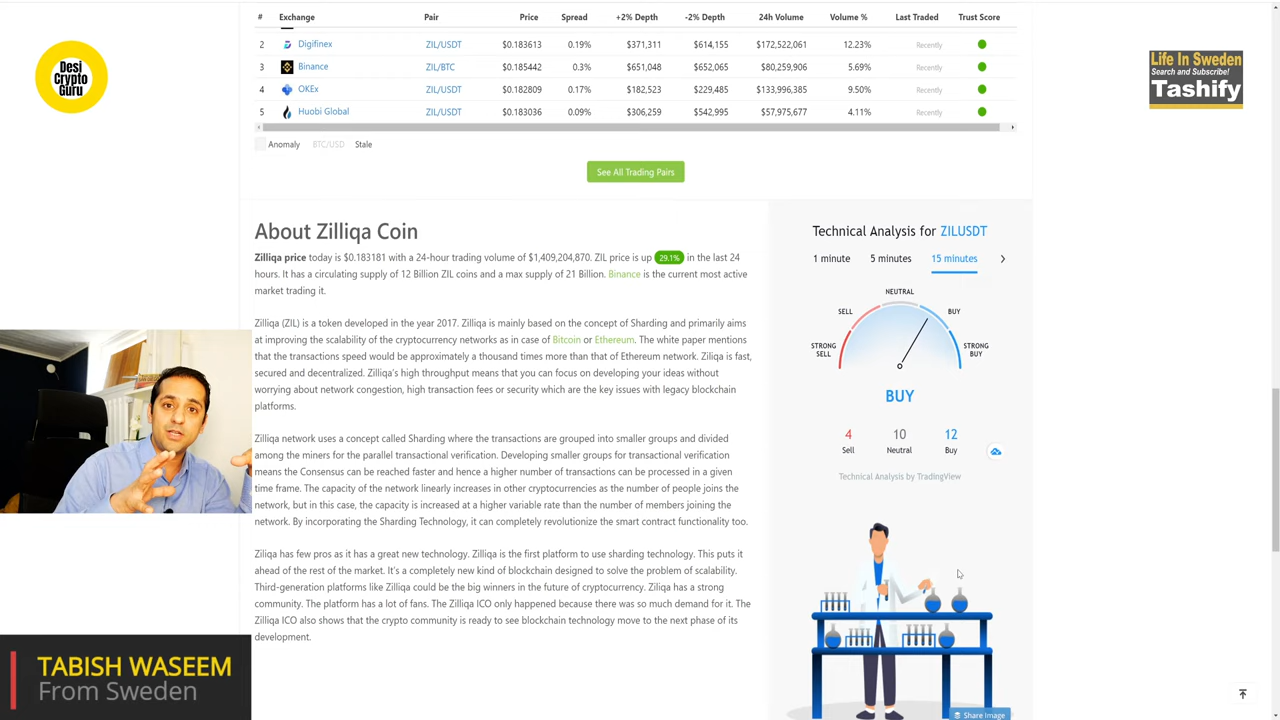 # Exchange Pair Price Spread +2% Depth -2% Depth 24h Volume Volume % Last Traded Trust Score
2 Digifinex ZIL/USDT $0.183613 0.19% $371,311 $614,155 $172,522,061 12.23% Recently
3 Binance ZIL/BTC $0.185442 0.3% $651,048 $652,065 $80,259,906 5.69% Recently
4 OKEx ZIL/USDT $0.182809 0.17% $182,523 $229,485 $133,996,385 9.50% Recently
5 Huobi Global ZIL/USDT $0.183036 0.09% $306,259 $542,995 $57,975,677 4.11% Recently
Anomaly BTC/USD Stale
See All Trading Pairs
Desi
Crypto
Guru
Life In Sweden
Search and Subscribe!
Tashify
About Zilliqa Coin
Zilliqa price today is $0.183181 with a 24-hour trading volume of $1,409,204,870. ZIL price is up 29.1% in the last 24
hours. It has a circulating supply of 12 Billion ZIL coins and a max supply of 21 Billion. Binance is the current most active
market trading it.
Zilliqa (ZIL) is a token developed in the year 2017. Zilliqa is mainly based on the concept of Sharding and primarily aims
at improving the scalability of the cryptocurrency networks as in case of Bitcoin or Ethereum. The white paper mentions
that the transactions speed would be approximately a thousand times more than that of Ethereum network. Ziliqa is fast,
secured and decentralized. Zilliqa's high throughput means that you can focus on developing your ideas without
worrying about network congestion, high transaction fees or security which are the key issues with legacy blockchain
platforms.
Zilliqa network uses a concept called Sharding where the transactions are grouped into smaller groups and divided
among the miners for the parallel transactional verification. Developing smaller groups for transactional verification
means the Consensus can be reached faster and hence a higher number of transactions can be processed in a given
time frame. The capacity of the network linearly increases in other cryptocurrencies as the number of people joins the
network, but in this case, the capacity is increased at a higher variable rate than the number of members joining the
network. By incorporating the Sharding Technology, it can completely revolutionize the smart contract functionality too.
Ziliqa has few pros as it has a great new technology. Zilliqa is the first platform to use sharding technology. This puts it
ahead of the rest of the market. It's a completely new kind of blockchain designed to solve the problem of scalability.
Third-generation platforms like Zilliqa could be the big winners in the future of cryptocurrency. Ziliqa has a strong
community. The platform has a lot of fans. The Zilliqa ICO only happened because there was so much demand for it. The
Zilliqa ICO also shows that the crypto community is ready to see blockchain technology move to the next phase of its
development.
Technical Analysis for ZILUSDT
1 minute 5 minutes 15 minutes
NEUTRAL
SELL BUY
STRONG
SELL
STRONG
BUY
BUY
4 10 12
Sell Neutral Buy
Technical Analysis by TradingView
Share Image
TABISH WASEEM
From Sweden